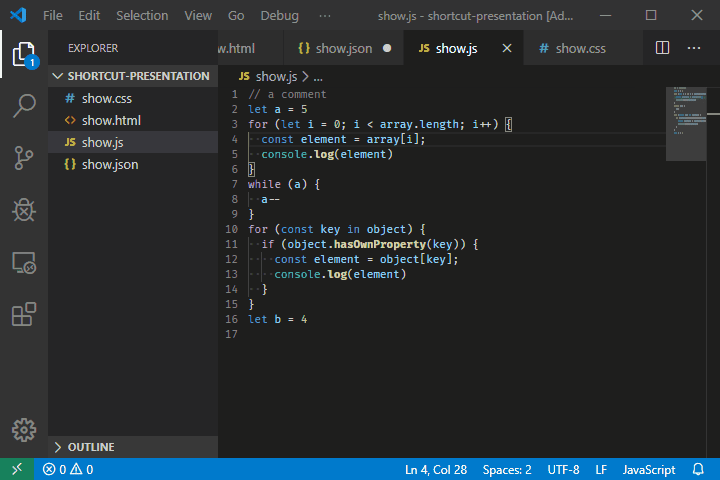 File Edit Selection View Go Debug ··· show.js - shortcut-presentation [Ad...
EXPLORER
w.html {} show.json JS show.js # show.css ···
1
SHORTCUT-PRESENTATION
# show.css
<> show.html
JS show.js
{} show.json
OUTLINE
JS show.js > ...
1 // a comment
2 let a = 5
3 for (let i = 0; i < array.length; i++) {
4 const element = array[i];
5 console.log(element)
6 }
7 while (a) {
8 a--
9 }
10 for (const key in object) {
11 if (object.hasOwnProperty(key)) {
12 const element = object[key];
13 console.log(element)
14 }
15 }
16 let b = 4
17
0 0 Ln 4, Col 28 Spaces: 2 UTF-8 LF JavaScript